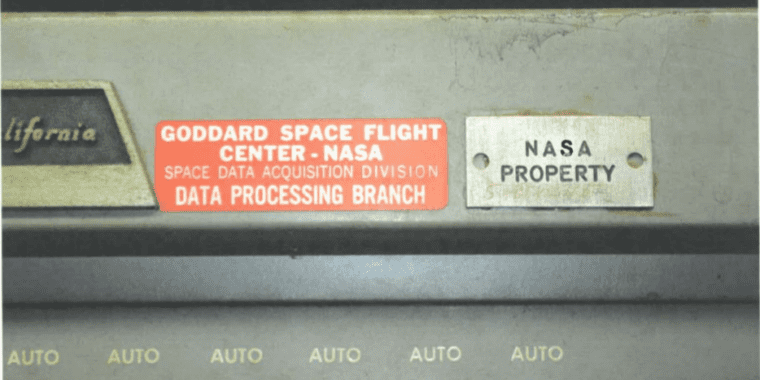 lifornia
GODDARD SPACE FLIGHT
CENTER - NASA
SPACE DATA ACQUISITION DIVISION
DATA PROCESSING BRANCH
NASA
PROPERTY
AUTO AUTO AUTO AUTO AUTO AUTO